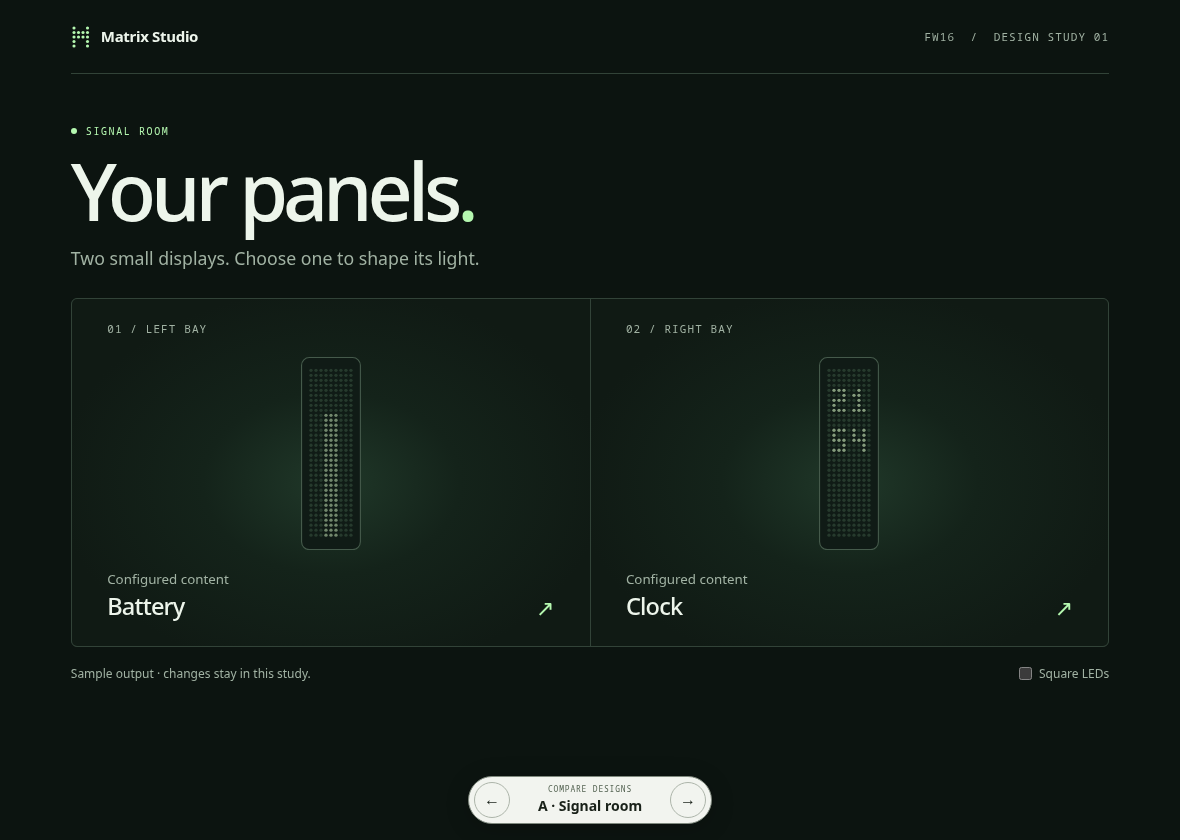 Matrix Studio
FW16 / DESIGN STUDY 01
SIGNAL ROOM
Your panels.
Two small displays. Choose one to shape its light.
01 / LEFT BAY
02 / RIGHT BAY
21
54
Configured content
Battery
↗
Configured content
Clock
↗
Sample output · changes stay in this study.
Square LEDs
←
COMPARE DESIGNS
A · Signal room
→